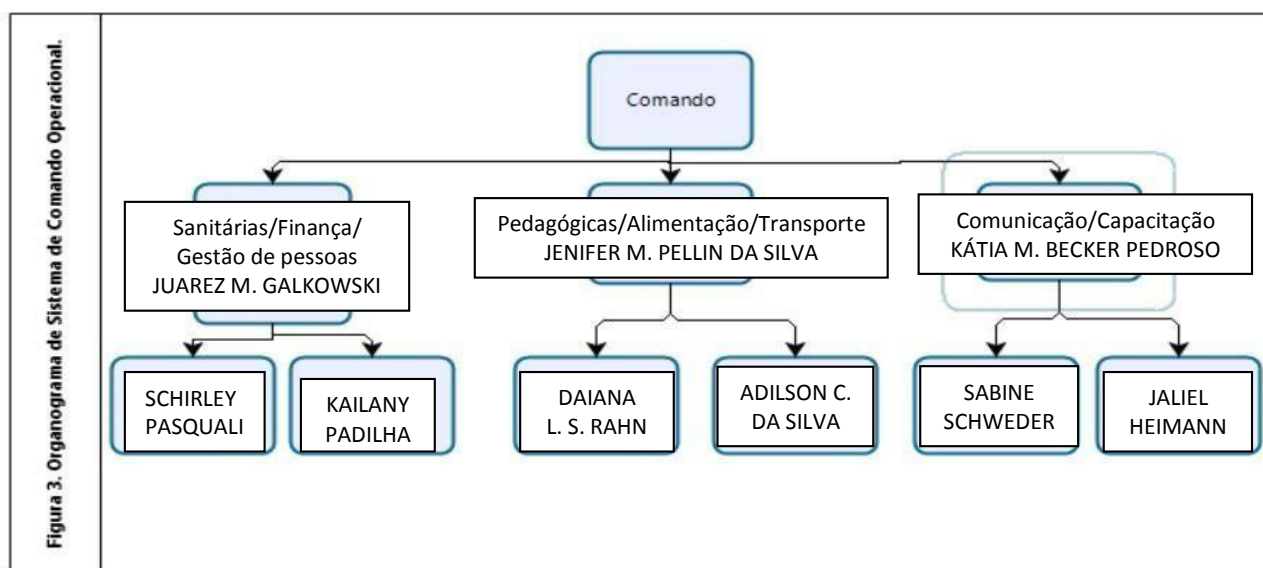 Figura 3. Organograma de Sistema de Comando Operacional.
Comando
Sanitárias/Finança/
Gestão de pessoas
JUAREZ M. GALKOWSKI
Pedagógicas/Alimentação/Transporte
JENIFER M. PELLIN DA SILVA
Comunicação/Capacitação
KÁTIA M. BECKER PEDROSO
SCHIRLEY
PASQUALI
KAILANY
PADILHA
DAIANA
L. S. RAHN
ADILSON C.
DA SILVA
SABINE
SCHWEDER
JALIEL
HEIMANN